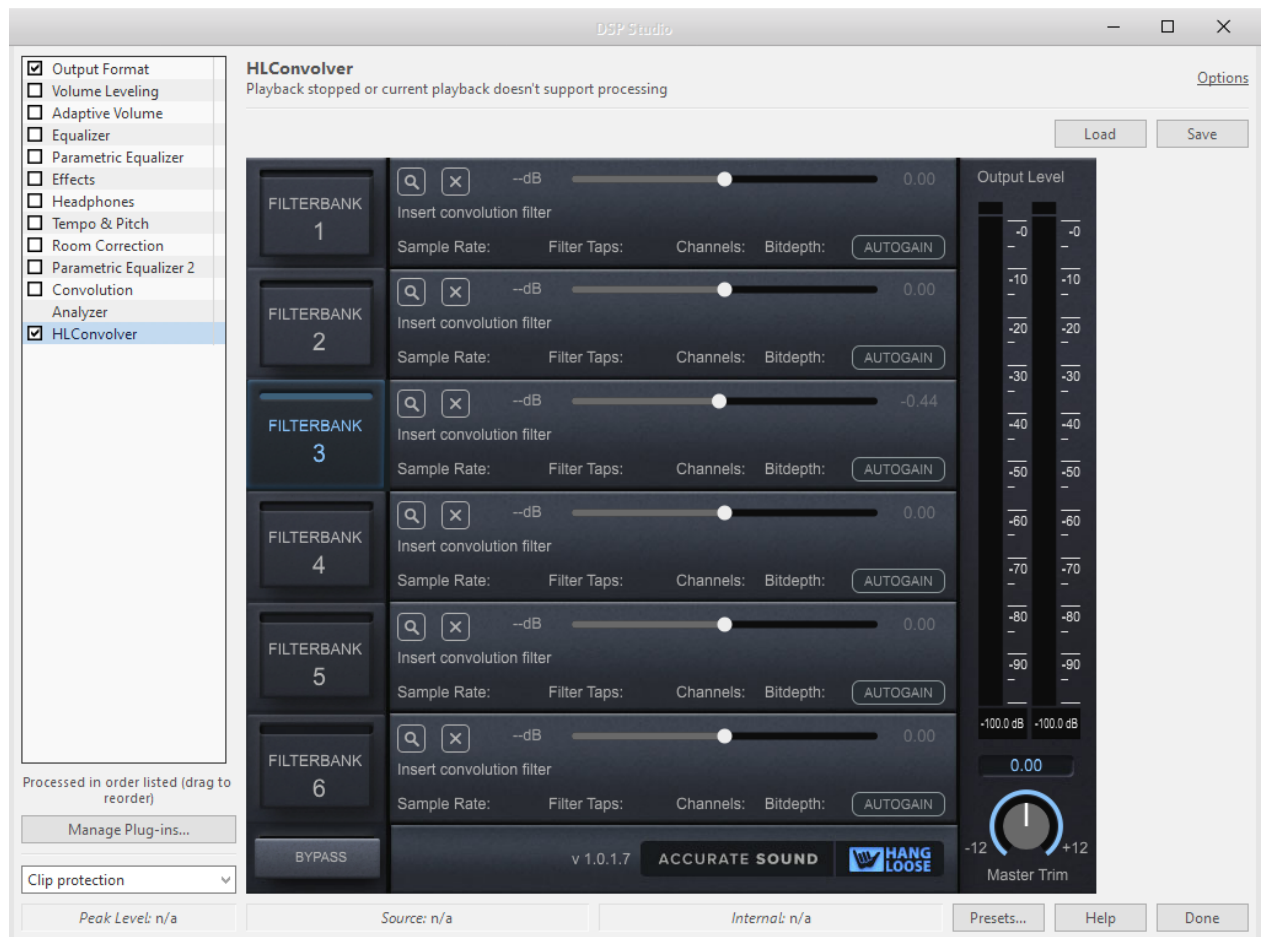 DSP Studio
Output Format
Volume Leveling
Adaptive Volume
Equalizer
Parametric Equalizer
Effects
Headphones
Tempo & Pitch
Room Correction
Parametric Equalizer 2
Convolution
Analyzer
HLConvolver
Processed in order listed (drag to
reorder)
Manage Plug-ins...
Clip protection
HLConvolver
Playback stopped or current playback doesn't support processing
Options
Load Save
FILTERBANK
1
--dB 0.00
Insert convolution filter
Sample Rate: Filter Taps: Channels: Bitdepth: AUTOGAIN
FILTERBANK
2
--dB 0.00
Insert convolution filter
Sample Rate: Filter Taps: Channels: Bitdepth: AUTOGAIN
FILTERBANK
3
--dB -0.44
Insert convolution filter
Sample Rate: Filter Taps: Channels: Bitdepth: AUTOGAIN
FILTERBANK
4
--dB 0.00
Insert convolution filter
Sample Rate: Filter Taps: Channels: Bitdepth: AUTOGAIN
FILTERBANK
5
--dB 0.00
Insert convolution filter
Sample Rate: Filter Taps: Channels: Bitdepth: AUTOGAIN
FILTERBANK
6
--dB 0.00
Insert convolution filter
Sample Rate: Filter Taps: Channels: Bitdepth: AUTOGAIN
BYPASS
v 1.0.1.7 ACCURATE SOUND HANG
LOOSE
Output Level
-0 -0
-10 -10
-20 -20
-30 -30
-40 -40
-50 -50
-60 -60
-70 -70
-80 -80
-90 -90
-100.0 dB -100.0 dB
0.00
-12 +12
Master Trim
Peak Level: n/a Source: n/a Internal: n/a Presets... Help Done